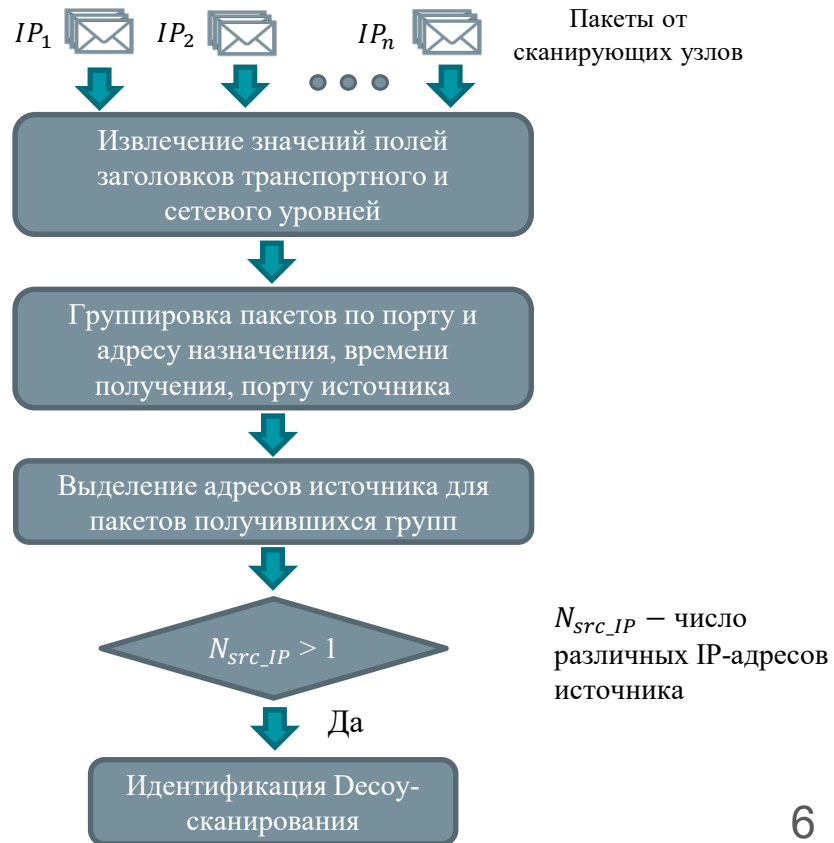 IP₁ IP₂ IPₙ
Пакеты от
сканирующих узлов
Извлечение значений полей
заголовков транспортного и
сетевого уровней
Группировка пакетов по порту и
адресу назначения, времени
получения, порту источника
Выделение адресов источника для
пакетов получившихся групп
N_src_IP > 1
N_src_IP − число
различных IP-адресов
источника
Да
Идентификация Decoy-
сканирования
6